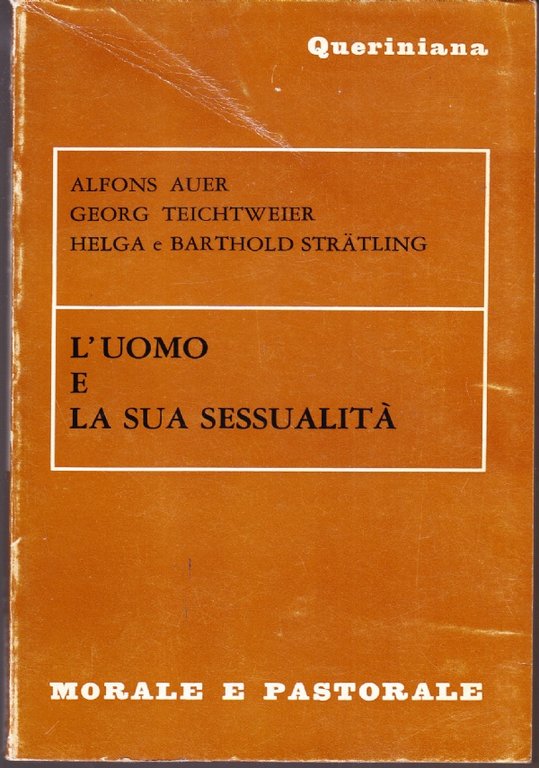 Queriniana
ALFONS AUER
GEORG TEICHTWEIER
HELGA e BARTHOLD STRÄTLING
L'UOMO
E
LA SUA SESSUALITÀ
MORALE E PASTORALE